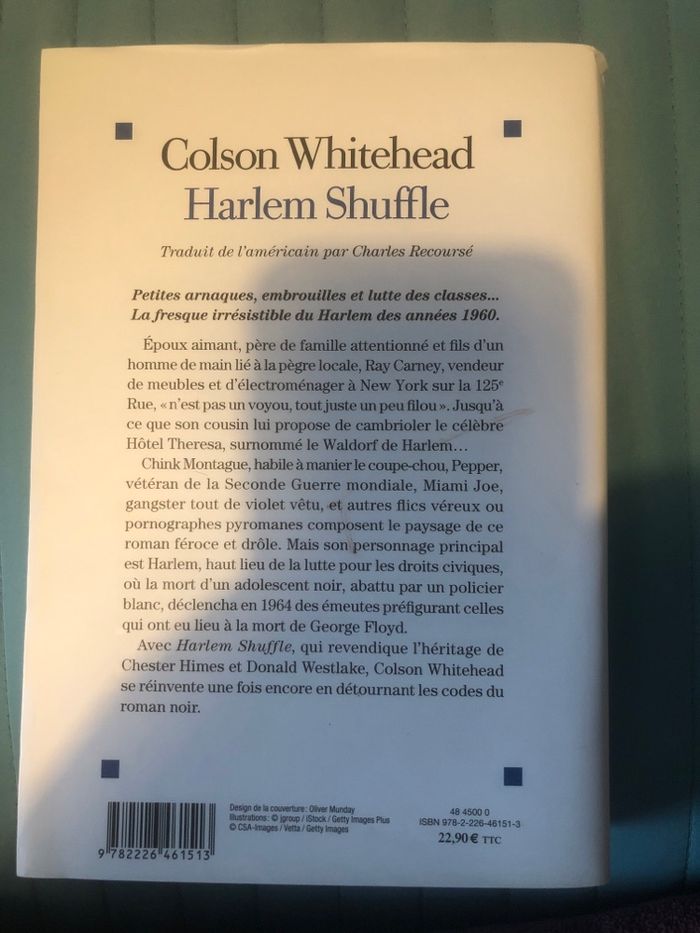 Colson Whitehead
Harlem Shuffle
Traduit de l'américain par Charles Recoursé
Petites arnaques, embrouilles et lutte des classes...
La fresque irrésistible du Harlem des années 1960.
Époux aimant, père de famille attentionné et fils d'un
homme de main lié à la pègre locale, Ray Carney, vendeur
de meubles et d'électroménager à New York sur la 125e
Rue, « n'est pas un voyou, tout juste un peu filou ». Jusqu'à
ce que son cousin lui propose de cambrioler le célèbre
Hôtel Theresa, surnommé le Waldorf de Harlem...
Chink Montague, habile à manier le coupe-chou, Pepper,
vétéran de la Seconde Guerre mondiale, Miami Joe,
gangster tout de violet vêtu, et autres flics véreux ou
pornographes pyromanes composent le paysage de ce
roman féroce et drôle. Mais son personnage principal
est Harlem, haut lieu de la lutte pour les droits civiques,
où la mort d'un adolescent noir, abattu par un policier
blanc, déclencha en 1964 des émeutes préfigurant celles
qui ont eu lieu à la mort de George Floyd.
Avec Harlem Shuffle, qui revendique l'héritage de
Chester Himes et Donald Westlake, Colson Whitehead
se réinvente une fois encore en détournant les codes du
roman noir.
Design de la couverture : Oliver Munday
Illustrations : © jgroup / iStock / Getty Images Plus
© CSA-Images / Vetta / Getty Images
9 782226 461513
48 4500 0
ISBN 978-2-226-46151-3
22,90 € TTC